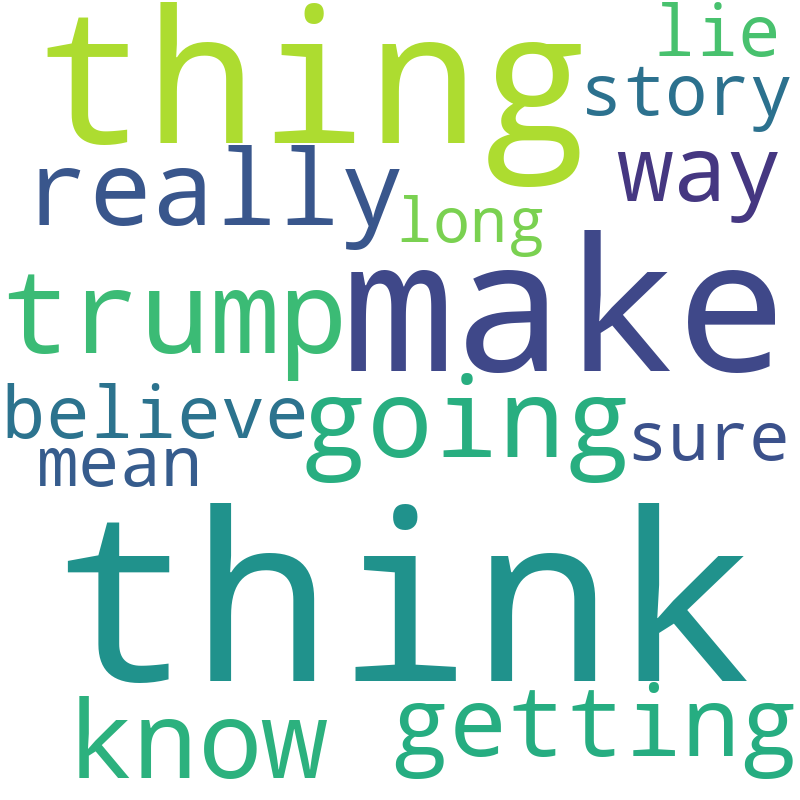 thing
lie
story
really
way
long
trump
make
believe
going
sure
mean
think
know
getting